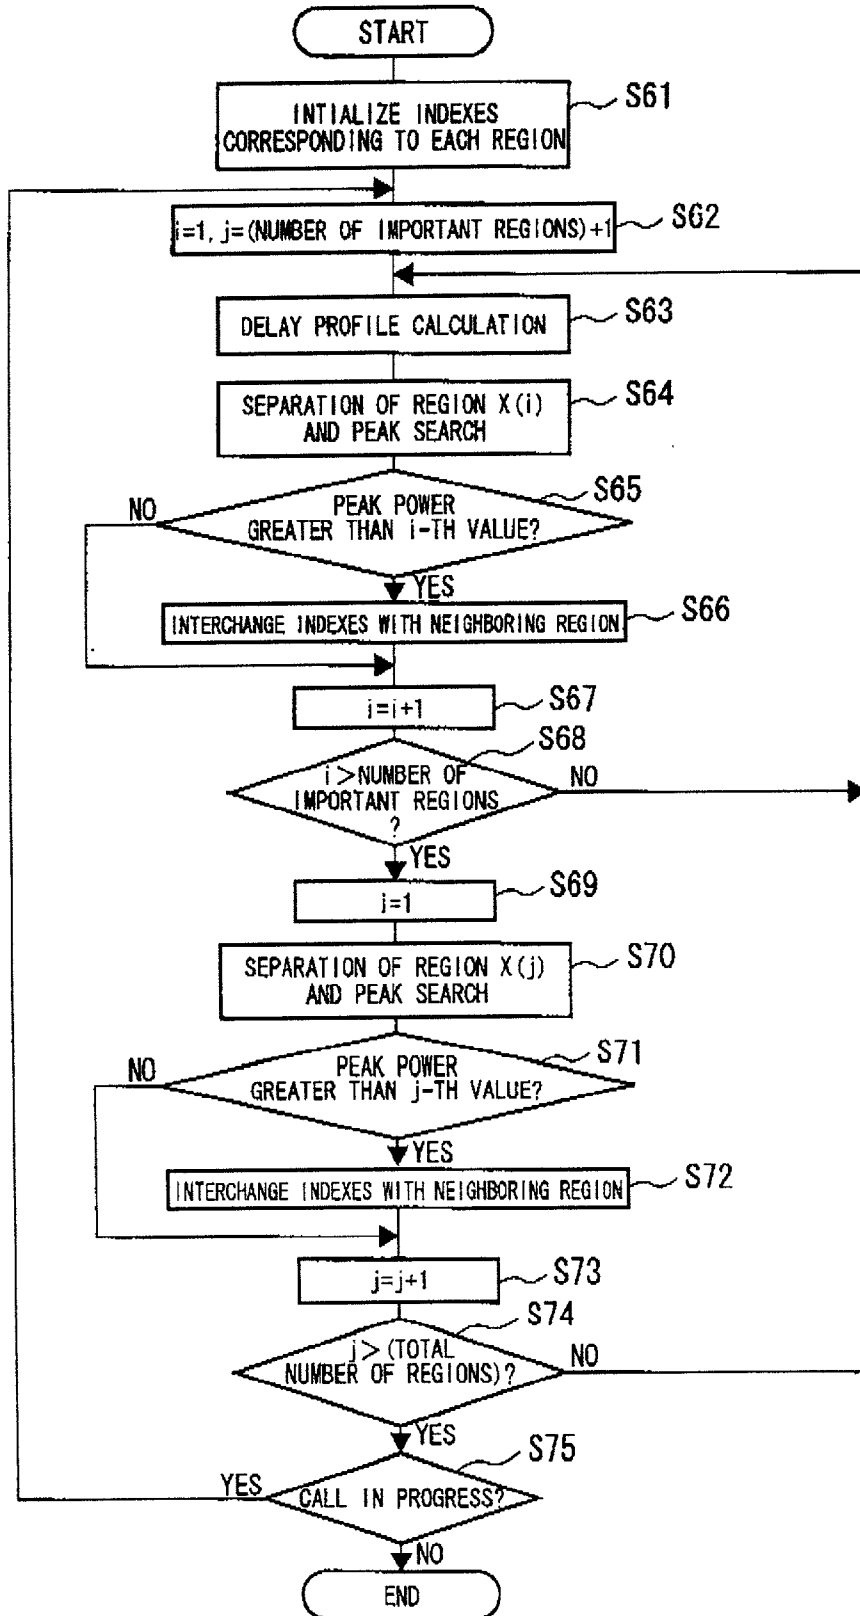 START
INTIALIZE INDEXES
CORRESPONDING TO EACH REGION
S61
i=1, j=(NUMBER OF IMPORTANT REGIONS)+1
S62
DELAY PROFILE CALCULATION
S63
SEPARATION OF REGION X(i)
AND PEAK SEARCH
S64
PEAK POWER
GREATER THAN i-TH VALUE?
S65
NO
YES
INTERCHANGE INDEXES WITH NEIGHBORING REGION
S66
i=i+1
S67
i>NUMBER OF
IMPORTANT REGIONS
?
S68
NO
YES
i=1
S69
SEPARATION OF REGION X(j)
AND PEAK SEARCH
S70
PEAK POWER
GREATER THAN j-TH VALUE?
S71
NO
YES
INTERCHANGE INDEXES WITH NEIGHBORING REGION
S72
j=j+1
S73
j>(TOTAL
NUMBER OF REGIONS)?
S74
NO
YES
CALL IN PROGRESS?
S75
YES
NO
END